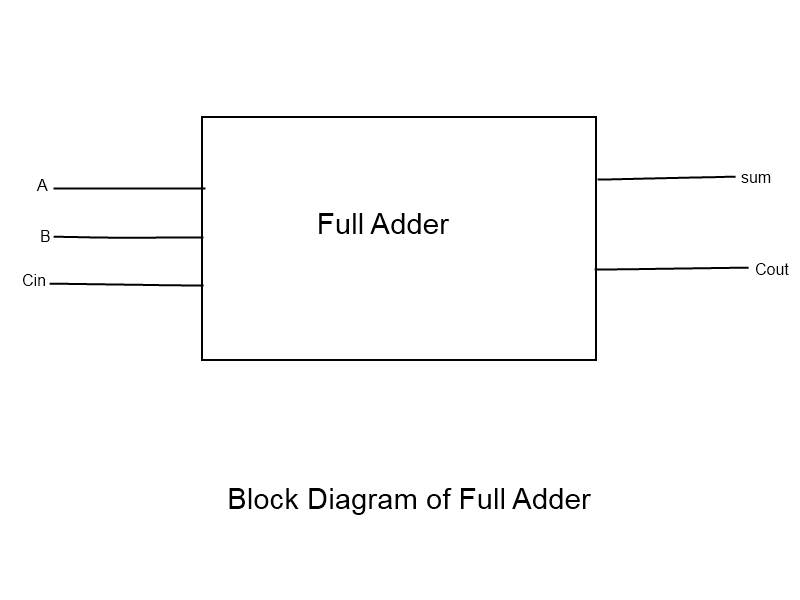 A
B
Cin
Full Adder
sum
Cout
Block Diagram of Full Adder